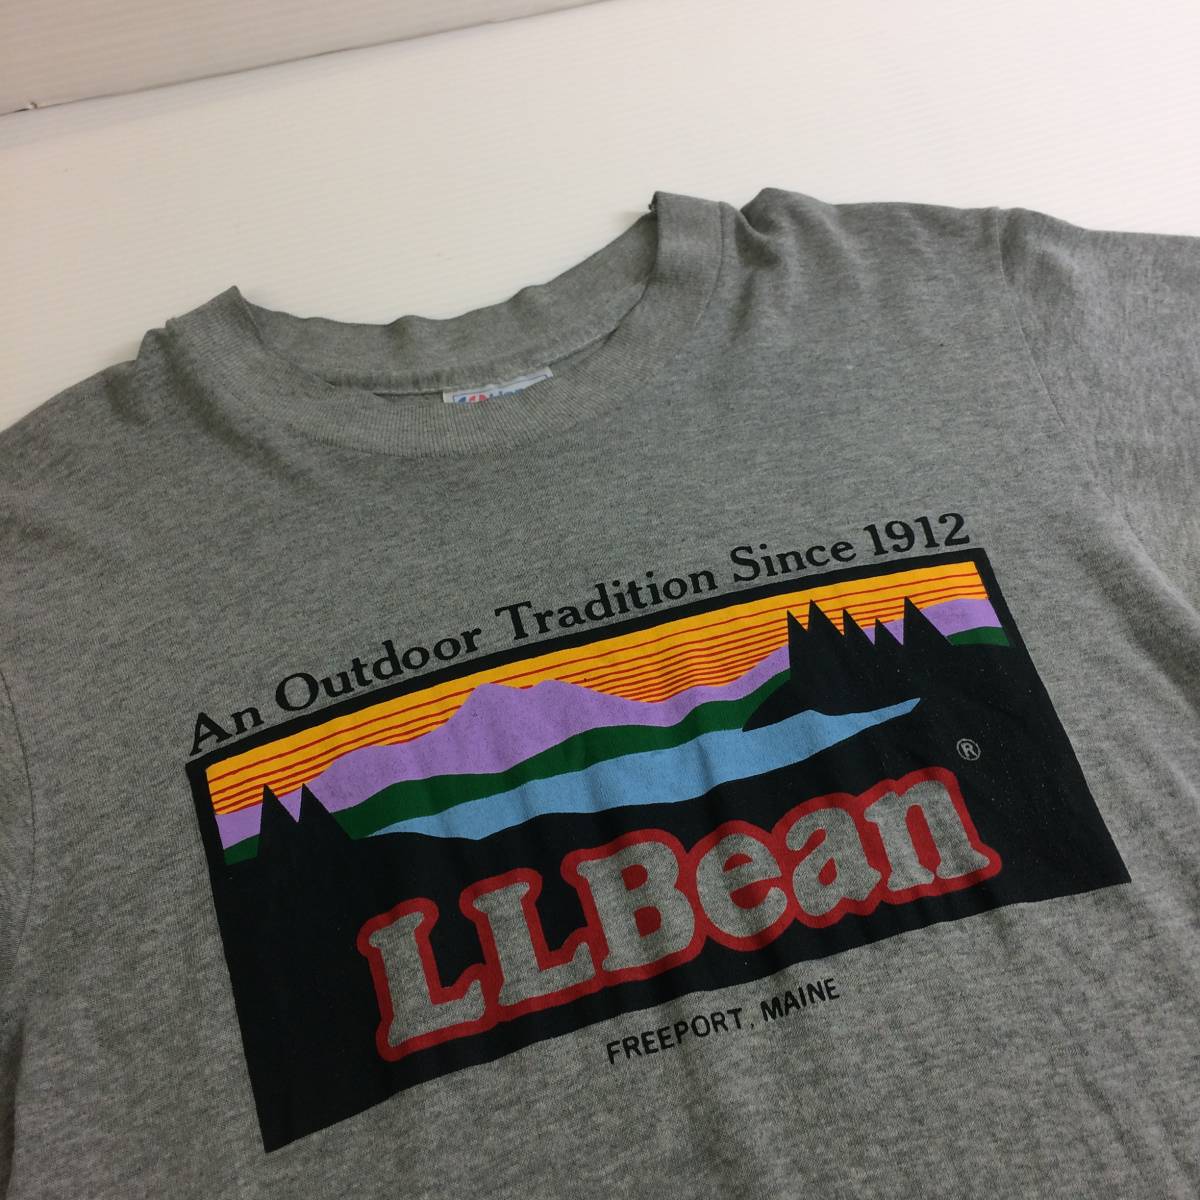 An Outdoor Tradition Since 1912
®
LLBean
FREEPORT, MAINE